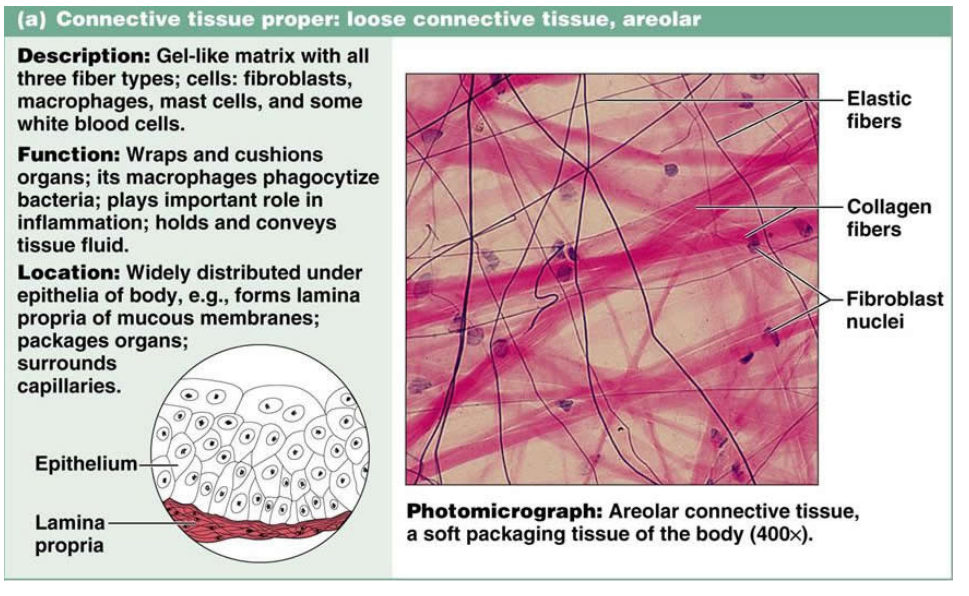 (a) Connective tissue proper: loose connective tissue, areolar
Description: Gel-like matrix with all
three fiber types; cells: fibroblasts,
macrophages, mast cells, and some
white blood cells.
Function: Wraps and cushions
organs; its macrophages phagocytize
bacteria; plays important role in
inflammation; holds and conveys
tissue fluid.
Location: Widely distributed under
epithelia of body, e.g., forms lamina
propria of mucous membranes;
packages organs;
surrounds
capillaries.
Epithelium
Lamina
propria
Elastic
fibers
Collagen
fibers
Fibroblast
nuclei
Photomicrograph: Areolar connective tissue,
a soft packaging tissue of the body (400×).